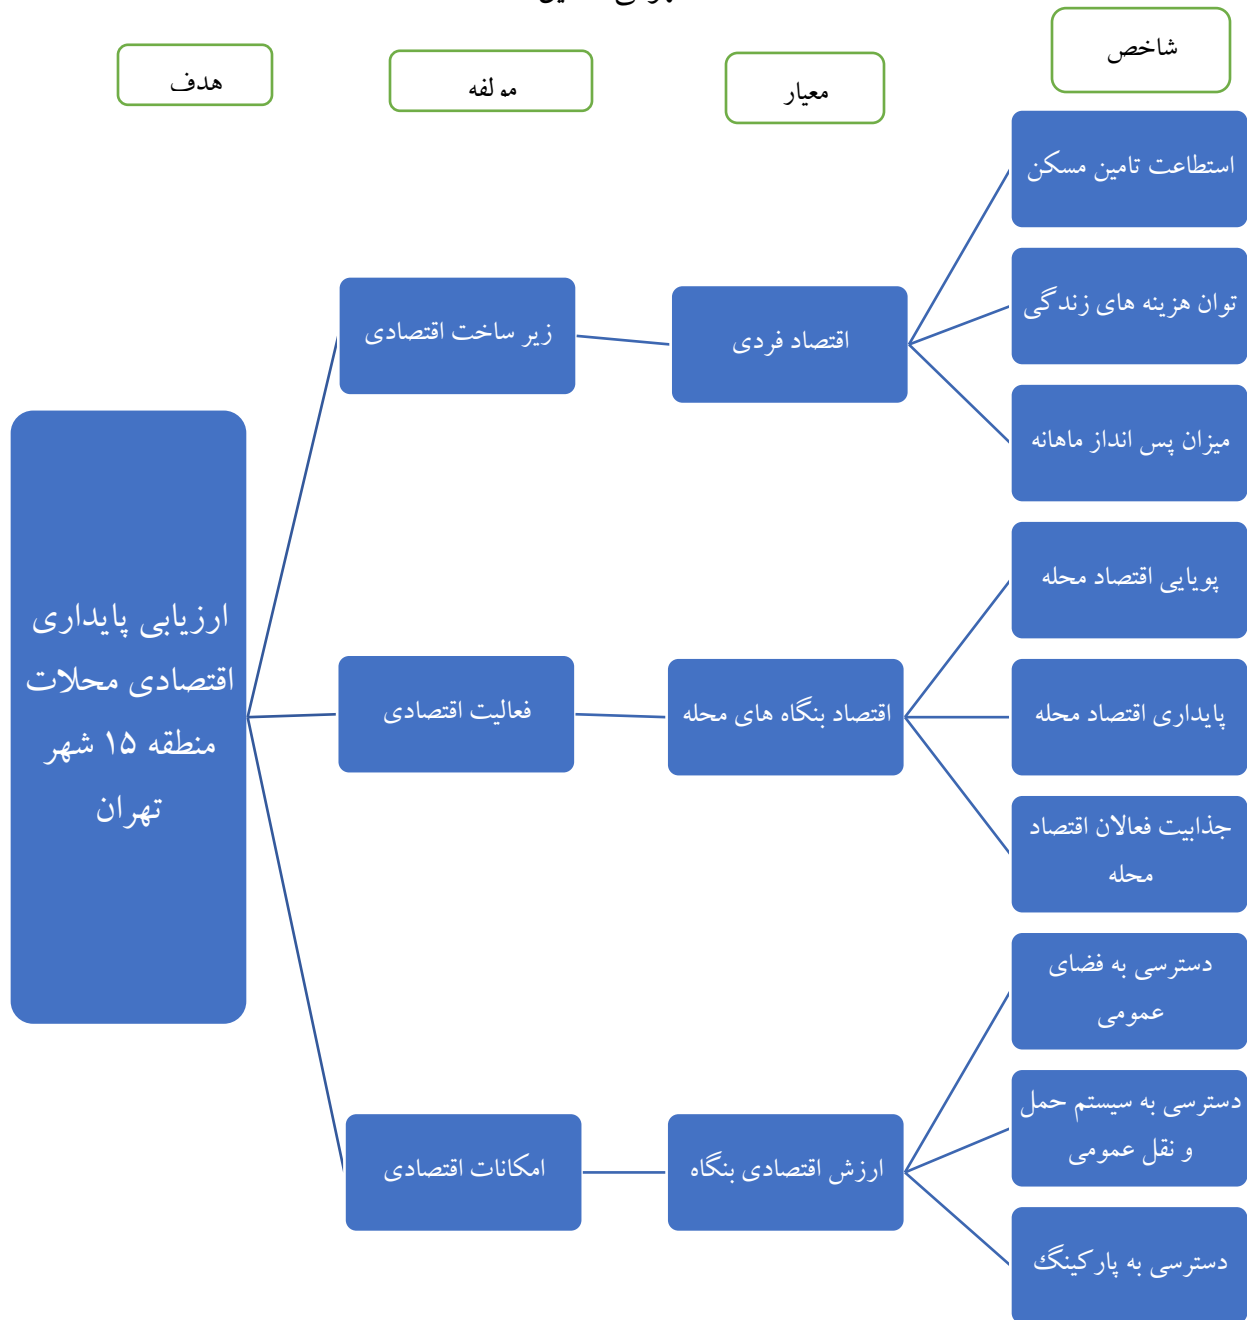 شاخص
معیار
مولفه
هدف
استطاعت تامین مسکن
توان هزینه های زندگی
میزان پس انداز ماهانه
اقتصاد فردی
زیر ساخت اقتصادی
پویایی اقتصاد محله
پایداری اقتصاد محله
جذابیت فعالان اقتصاد
محله
اقتصاد بنگاه های محله
فعالیت اقتصادی
ارزیابی پایداری
اقتصادی محلات
منطقه ۱۵ شهر
تهران
دسترسی به فضای
عمومی
دسترسی به سیستم حمل
و نقل عمومی
دسترسی به پارکینگ
ارزش اقتصادی بنگاه
امکانات اقتصادی